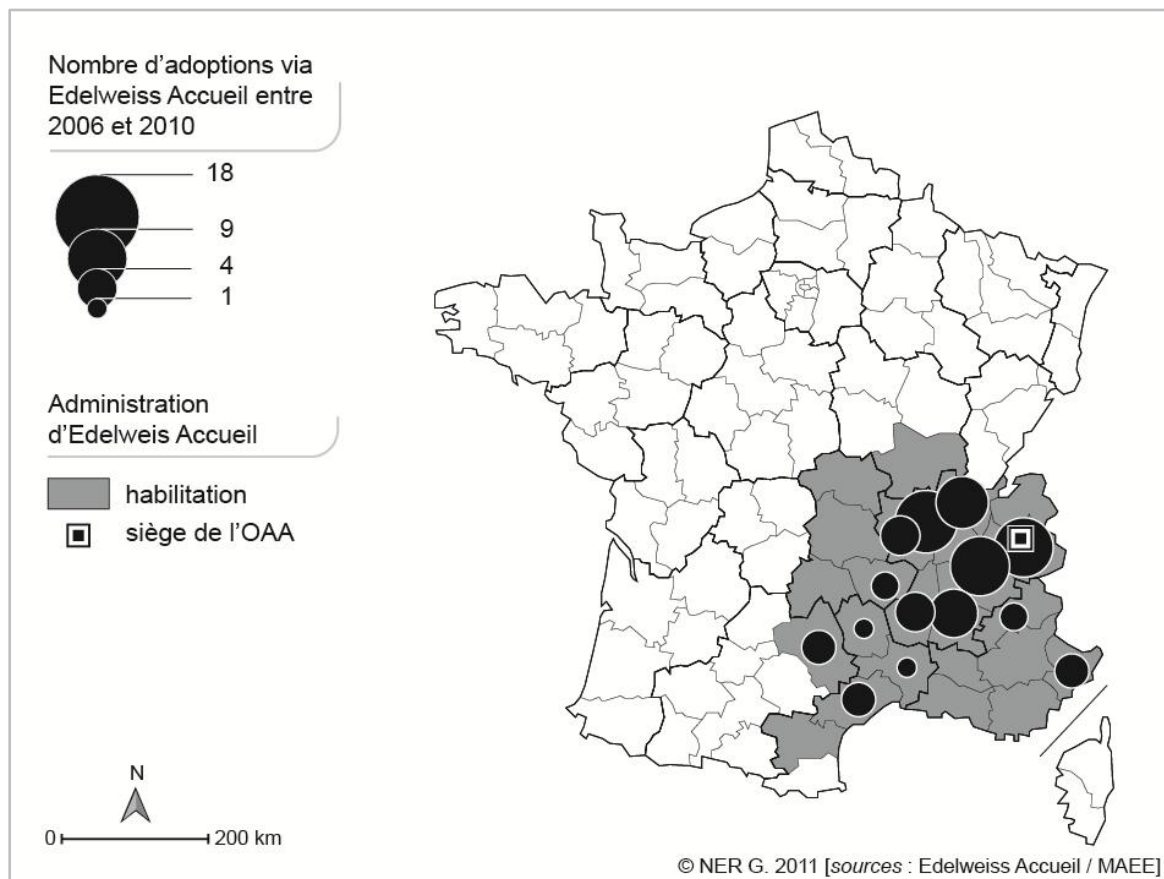 Nombre d'adoptions via
Edelweiss Accueil entre
2006 et 2010
18
9
4
1
Administration
d'Edelweis Accueil
habilitation
siège de l'OAA
N
0
200 km
© NER G. 2011 [sources : Edelweiss Accueil / MAEE]